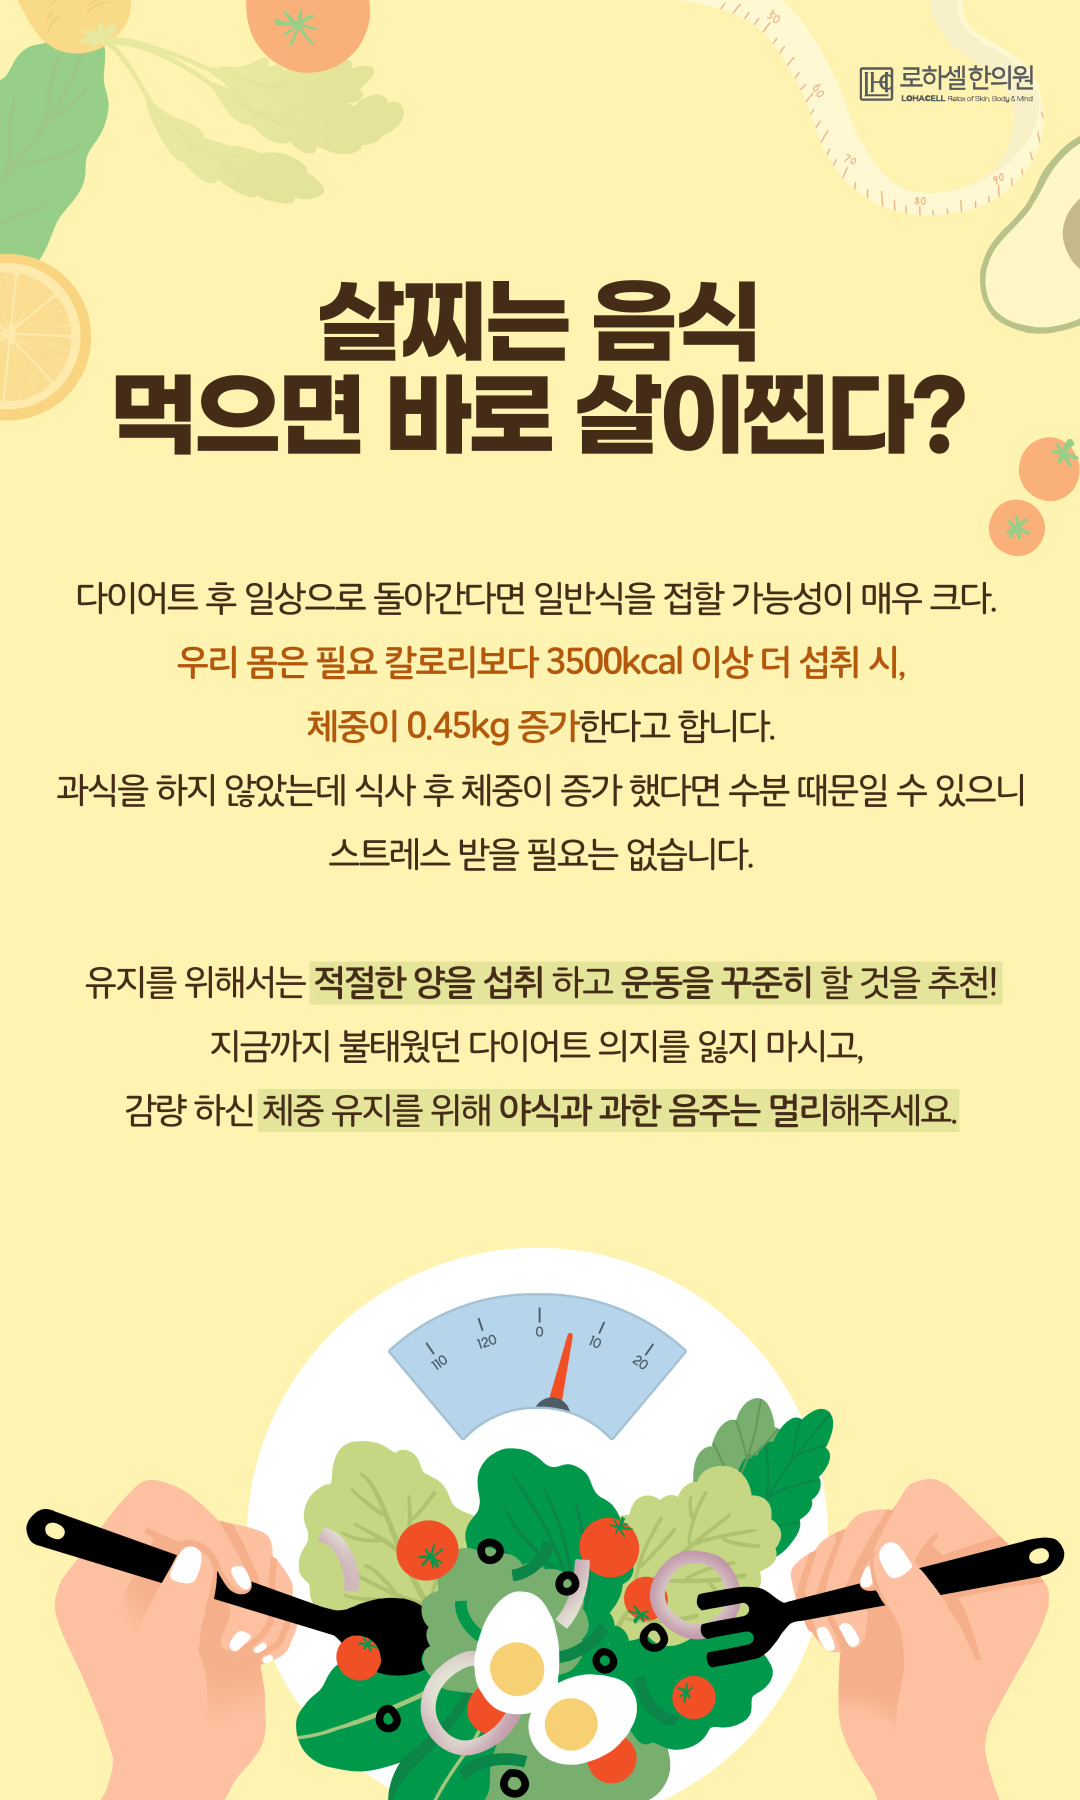 50
60
70
80
90
로하셀한의원
LOHACELL Relax of Skin, Body & Mind
살찌는 음식
먹으면 바로 살이찐다?
다이어트 후 일상으로 돌아간다면 일반식을 접할 가능성이 매우 크다.
우리 몸은 필요 칼로리보다 3500kcal 이상 더 섭취 시,
체중이 0.45kg 증가한다고 합니다.
과식을 하지 않았는데 식사 후 체중이 증가 했다면 수분 때문일 수 있으니
스트레스 받을 필요는 없습니다.
유지를 위해서는 적절한 양을 섭취 하고 운동을 꾸준히 할 것을 추천!
지금까지 불태웠던 다이어트 의지를 잃지 마시고,
감량 하신 체중 유지를 위해 야식과 과한 음주는 멀리해주세요.
110 120 0 10 20